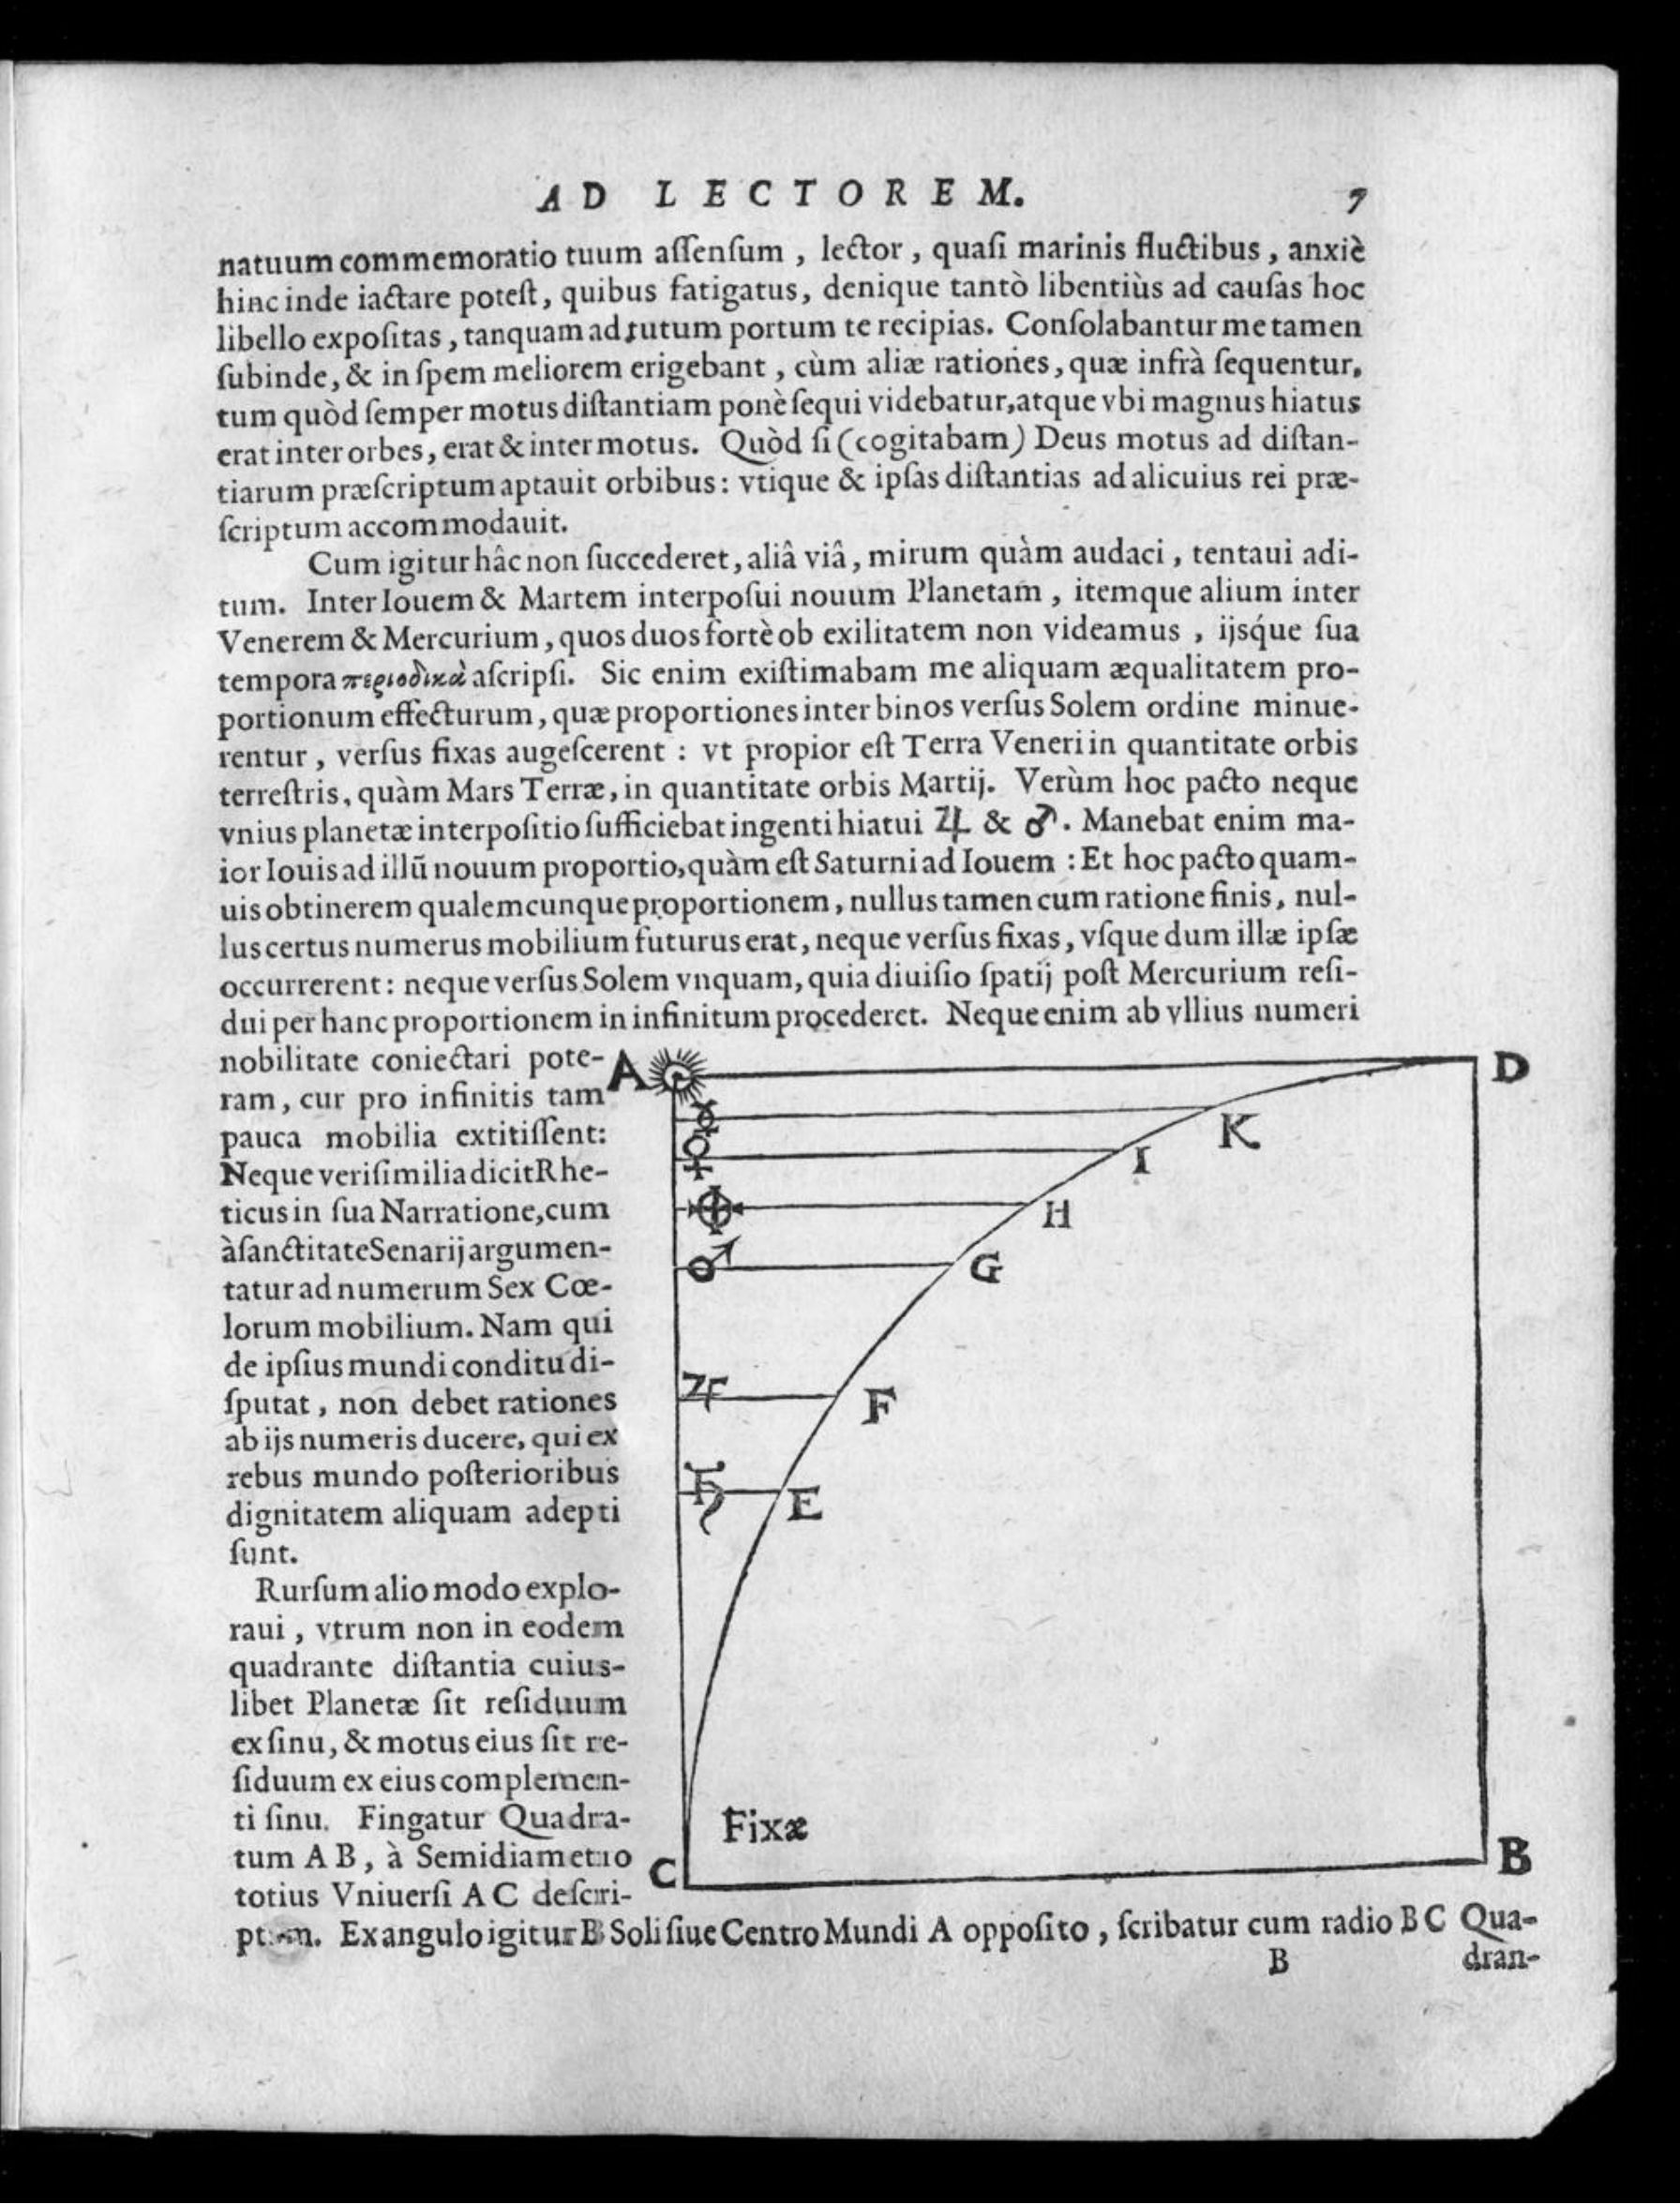 AD LECTOREM. 7
natuum commemoratio tuum aſſenſum , lector , quaſi marinis fluctibus , anxiè
hinc inde iactare poteſt, quibus fatigatus, denique tantò libentiùs ad cauſas hoc
libello expoſitas , tanquam ad tutum portum te recipias. Conſolabantur me tamen
ſubinde, & in ſpem meliorem erigebant , cùm aliæ rationes, quæ infrà ſequentur,
tum quòd ſemper motus diſtantiam ponè ſequi videbatur, atque vbi magnus hiatus
erat inter orbes, erat & inter motus. Quòd ſi (cogitabam) Deus motus ad diſtan-
tiarum præſcriptum aptauit orbibus: vtique & ipſas diſtantias ad alicuius rei præ-
ſcriptum accommodauit.
Cum igitur hâc non ſuccederet, aliâ viâ, mirum quàm audaci, tentaui adi-
tum. Inter Iouem & Martem interpoſui nouum Planetam , itemque alium inter
Venerem & Mercurium, quos duos fortè ob exilitatem non videamus , ijsq́ue ſua
tempora περιοδικὰ aſcripſi. Sic enim exiſtimabam me aliquam æqualitatem pro-
portionum effecturum, quæ proportiones inter binos verſus Solem ordine minue-
rentur , verſus fixas augeſcerent : vt propior eſt Terra Veneri in quantitate orbis
terreſtris, quàm Mars Terræ, in quantitate orbis Martij. Verùm hoc pacto neque
vnius planetæ interpoſitio ſufficiebat ingenti hiatui ♃ & ♂. Manebat enim ma-
ior Iouis ad illũ nouum proportio, quàm eſt Saturni ad Iouem : Et hoc pacto quam-
uis obtinerem qualemcunque proportionem, nullus tamen cum ratione finis, nul-
lus certus numerus mobilium futurus erat, neque verſus fixas, vſque dum illæ ipſæ
occurrerent: neque verſus Solem vnquam, quia diuiſio ſpatij poſt Mercurium reſi-
dui per hanc proportionem in infinitum procederet. Neque enim ab vllius numeri
nobilitate coniectari pote-
ram, cur pro infinitis tam
pauca mobilia extitiſſent:
Neque veriſimilia dicit Rhe-
ticus in ſua Narratione, cum
à ſanctitate Senarij argumen-
tatur ad numerum Sex Cœ-
lorum mobilium. Nam qui
de ipſius mundi conditu di-
ſputat, non debet rationes
ab ijs numeris ducere, qui ex
rebus mundo poſterioribus
dignitatem aliquam adepti
ſunt.
Rurſum alio modo explo-
raui , vtrum non in eodem
quadrante diſtantia cuius-
libet Planetæ ſit reſiduum
ex ſinu, & motus eius ſit re-
ſiduum ex eius complemen-
ti ſinu. Fingatur Quadra-
tum A B, à Semidiametro
totius Vniuerſi A C deſcri-
ptum. Ex angulo igitur B Soli ſiue Centro Mundi A oppoſito , ſcribatur cum radio B C Qua-
B dran-
A
D
☿
K
♀
I
H
♂
G
♃
F
♄
E
Fixæ
C
B